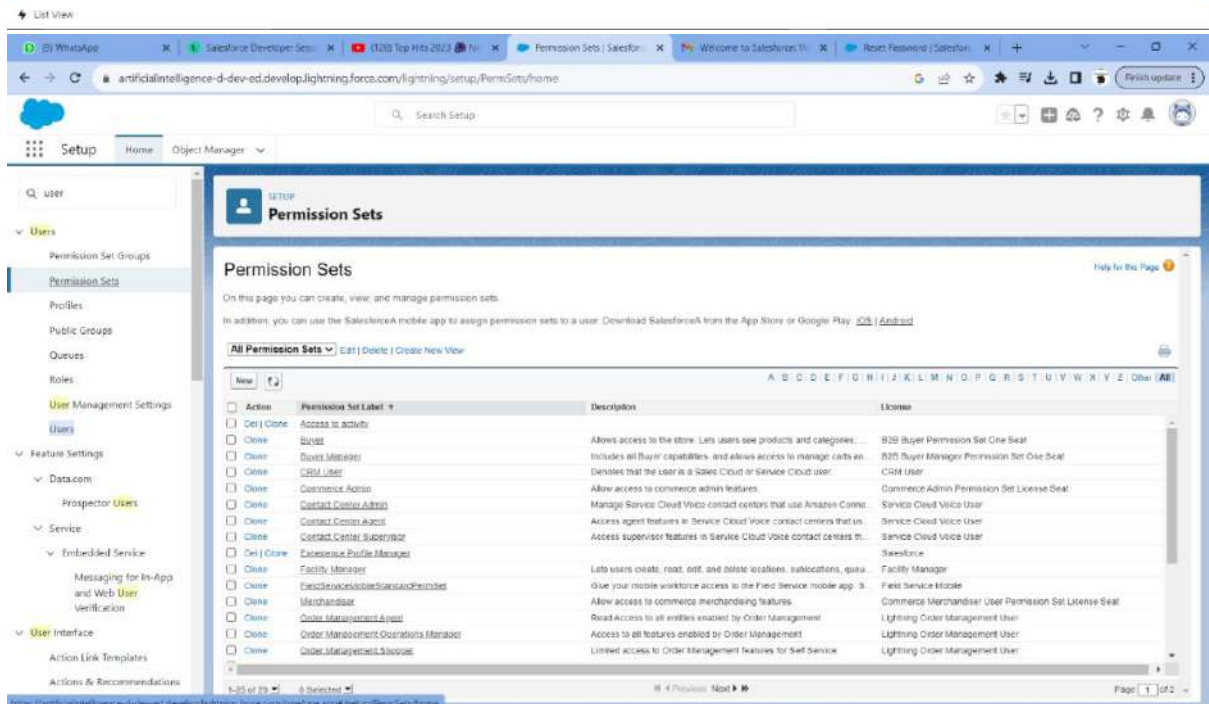 List View
(9) WhatsApp
Salesforce Developer
(128) Top Hits 2023
Permission Sets | Salesfor
Welcome to Salesforce:
Reset Password | Salesfor
artificialintelligence-d-dev-ed.develop.lightning.force.com/lightning/setup/PermSets/home
Finish update
Search Setup
Setup
Home
Object Manager
user
SETUP
Permission Sets
Users
Permission Set Groups
Permission Sets
Profiles
Public Groups
Queues
Roles
User Management Settings
Users
Feature Settings
Data.com
Prospector Users
Service
Embedded Service
Messaging for In-App
and Web User
Verification
User Interface
Action Link Templates
Actions & Recommendations
Permission Sets
Help for this Page
On this page you can create, view, and manage permission sets.
In addition, you can use the SalesforceA mobile app to assign permission sets to a user. Download SalesforceA from the App Store or Google Play: iOS | Android
All Permission Sets Edit | Delete | Create New View
New
A | B | C | D | E | F | G | H | I | J | K | L | M | N | O | P | Q | R | S | T | U | V | W | X | Y | Z | Other | All
Action Permission Set Label Description License
Del | Clone Access to activity
Clone Buyer Allows access to the store. Lets users see products and categories, ... B2B Buyer Permission Set One Seat
Clone Buyer Manager Includes all Buyer capabilities, and allows access to manage carts an... B2B Buyer Manager Permission Set One Seat
Clone CRM User Denotes that the user is a Sales Cloud or Service Cloud user. CRM User
Clone Commerce Admin Allow access to commerce admin features. Commerce Admin Permission Set License Seat
Clone Contact Center Admin Manage Service Cloud Voice contact centers that use Amazon Conne... Service Cloud Voice User
Clone Contact Center Agent Access agent features in Service Cloud Voice contact centers that us... Service Cloud Voice User
Clone Contact Center Supervisor Access supervisor features in Service Cloud Voice contact centers th... Service Cloud Voice User
Del | Clone Experience Profile Manager Salesforce
Clone Facility Manager Lets users create, read, edit, and delete locations, sublocations, queu... Facility Manager
Clone FieldServiceMobileStandardPermSet Give your mobile workforce access to the Field Service mobile app. S... Field Service Mobile
Clone Merchandiser Allow access to commerce merchandising features. Commerce Merchandiser User Permission Set License Seat
Clone Order Management Agent Read Access to all entities enabled by Order Management Lightning Order Management User
Clone Order Management Operations Manager Access to all features enabled by Order Management Lightning Order Management User
Clone Order Management Shopper Limited access to Order Management features for Self Service Lightning Order Management User
1-25 of 29 0 Selected Previous Next Page 1 of 2